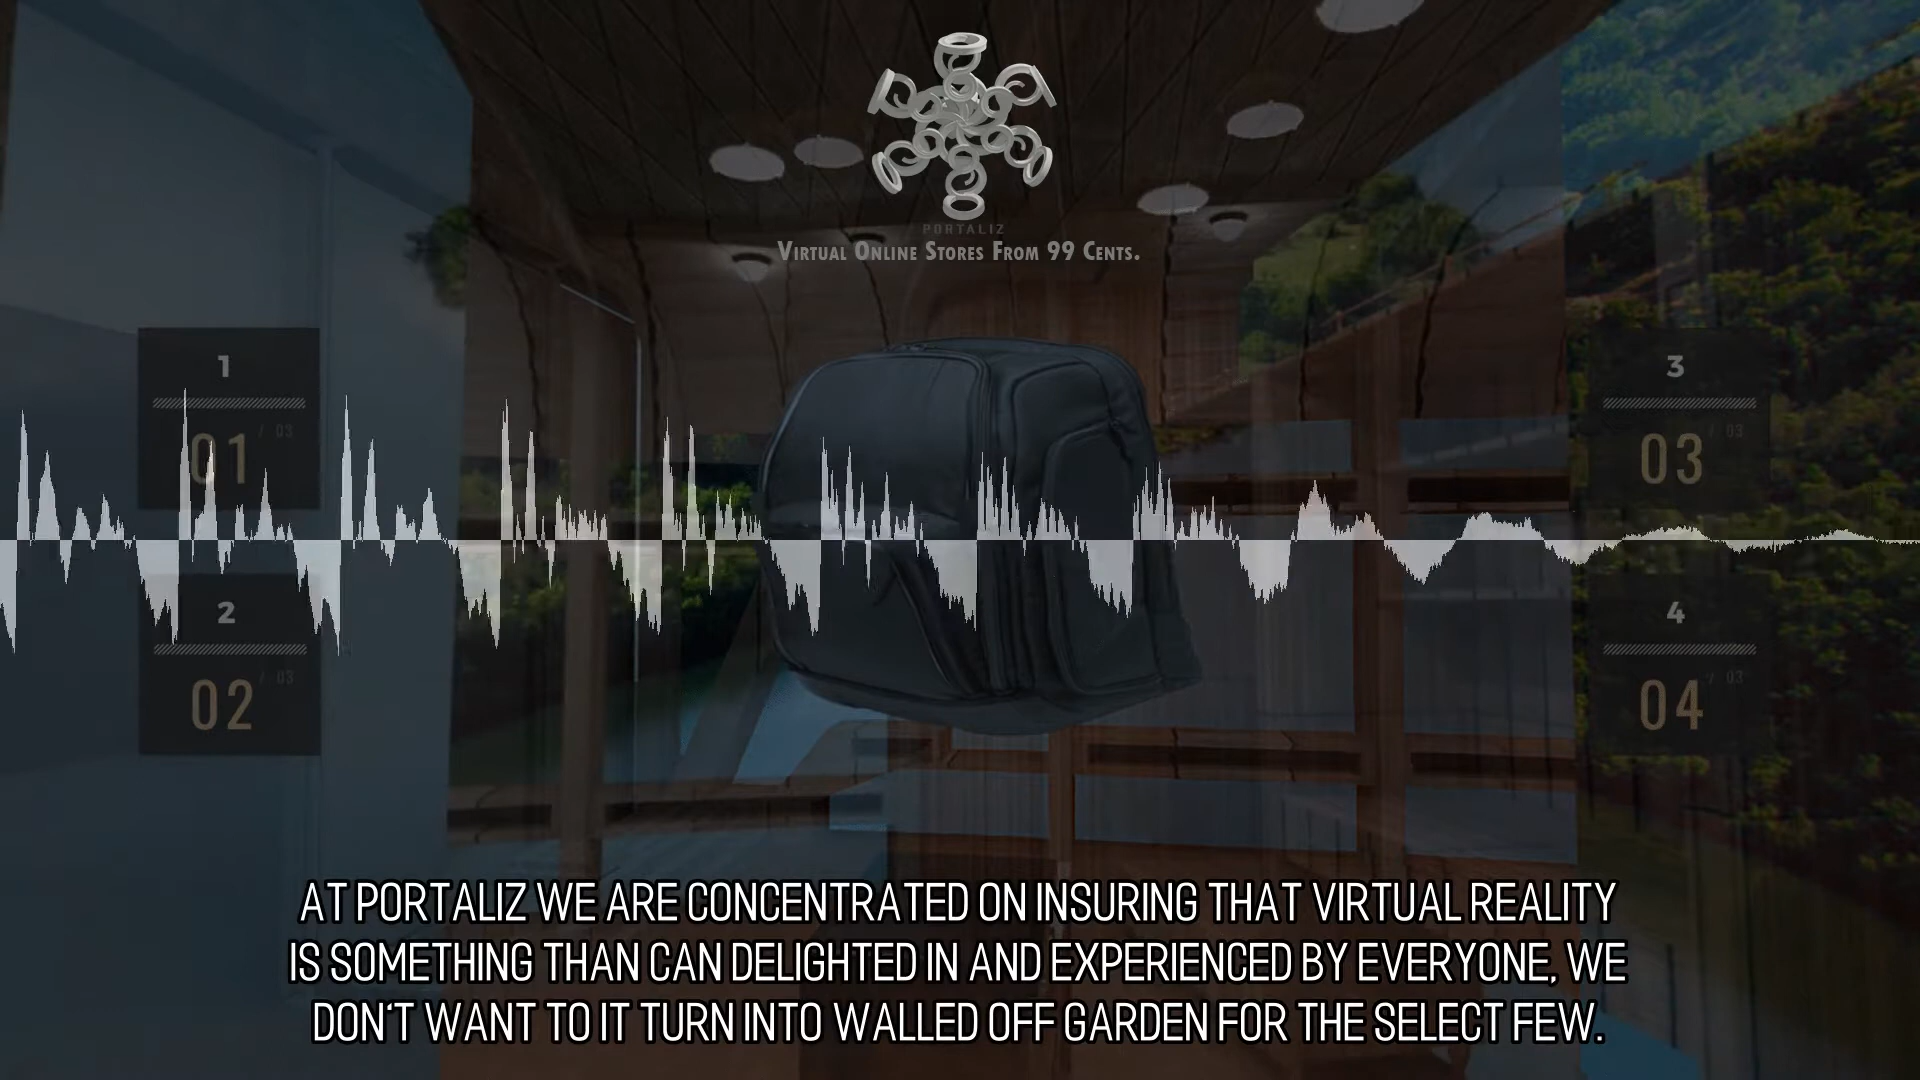 PORTALIZ
Virtual Online Stores From 99 Cents.
1
01 / 03
2
02 / 03
3
03 / 03
4
04 / 03
AT PORTALIZ WE ARE CONCENTRATED ON INSURING THAT VIRTUAL REALITY
IS SOMETHING THAN CAN DELIGHTED IN AND EXPERIENCED BY EVERYONE, WE
DON'T WANT TO IT TURN INTO WALLED OFF GARDEN FOR THE SELECT FEW.